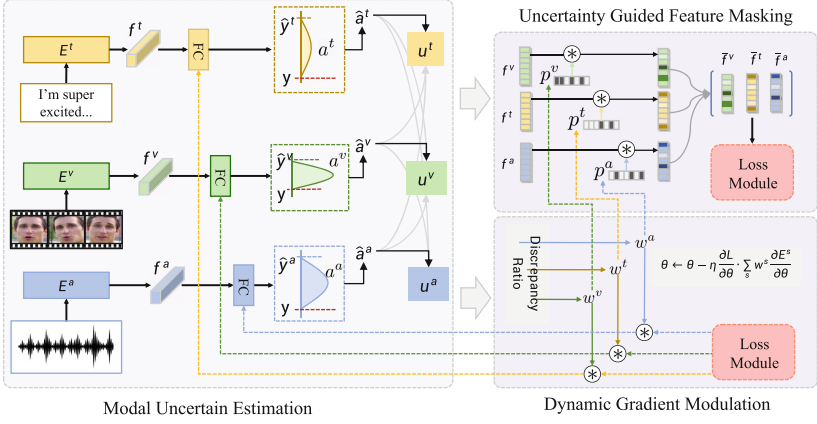 Uncertainty Guided Feature Masking
E^t
f^t
FC
ŷ^t
a^t
y
â^t
u^t
I'm super
excited...
E^v
f^v
FC
ŷ^v
a^v
y
â^v
u^v
E^a
f^a
FC
ŷ^a
a^a
y
â^a
u^a
Modal Uncertain Estimation
f^v
p^v
f^t
p^t
f^a
p^a
f̄^v f̄^t f̄^a
Loss
Module
Discrepancy
Ratio
w^a
w^t
w^v
θ ← θ − η ∂L/∂θ · ∑_s w^s ∂E^s/∂θ
Loss
Module
Dynamic Gradient Modulation